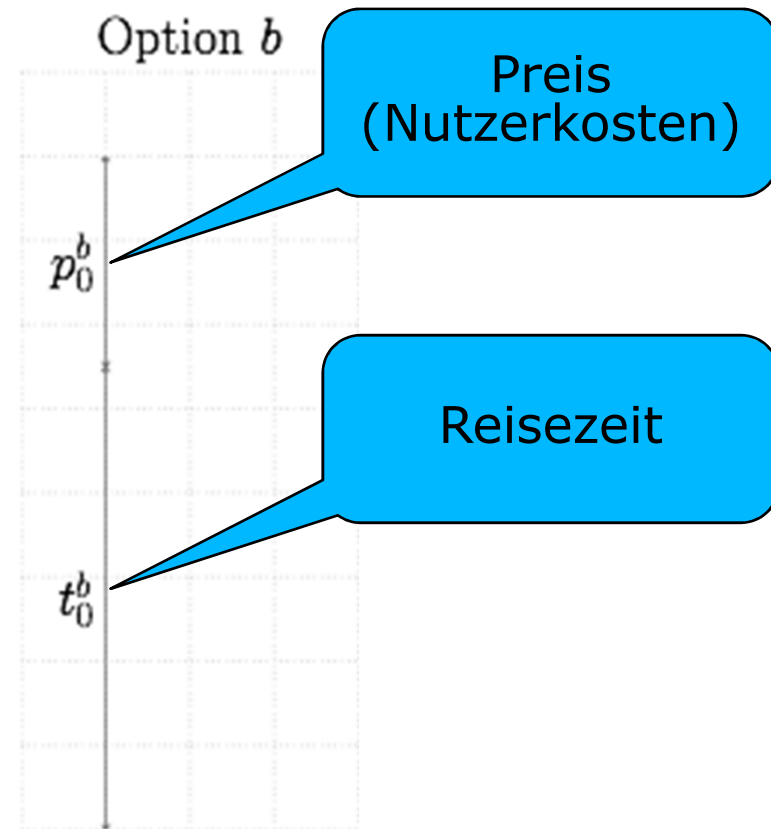 Option b
Preis
(Nutzerkosten)
p_0^b
Reisezeit
t_0^b